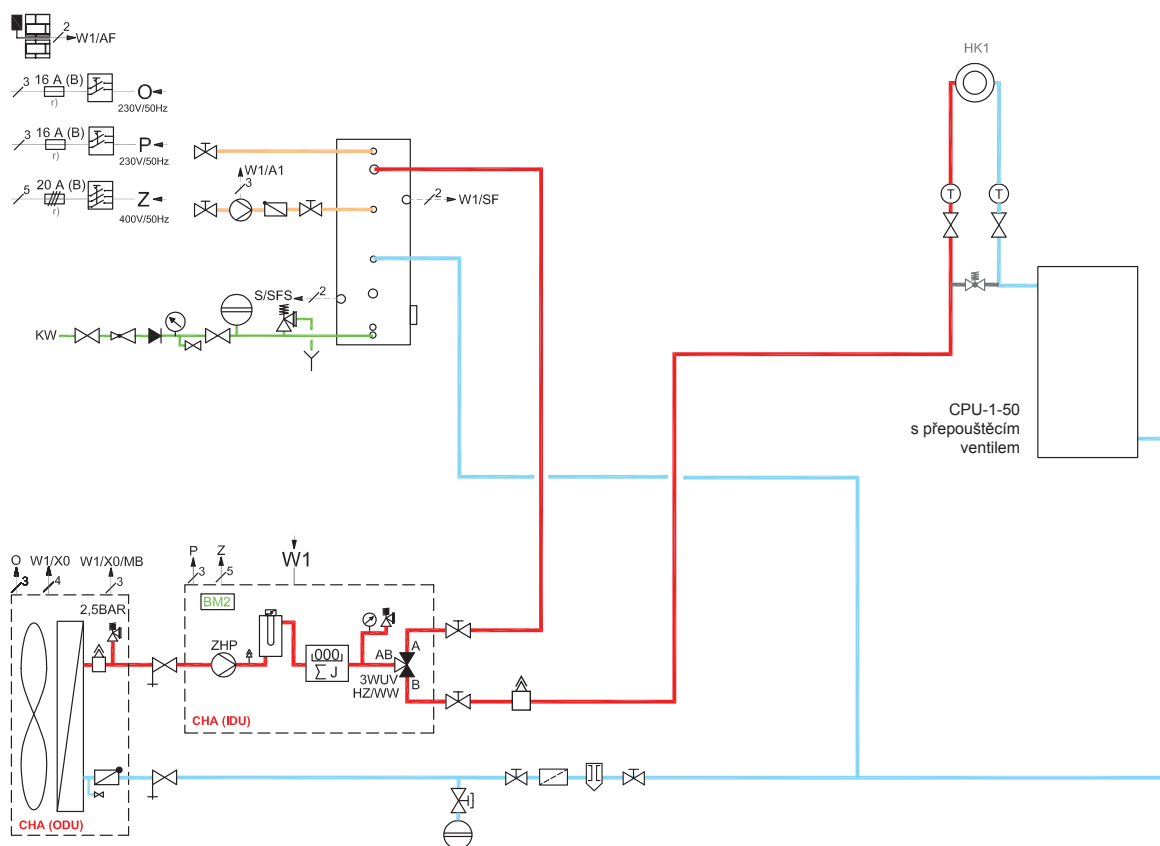 2
W1/AF
3 16 A (B)
r)
O
230V/50Hz
3 16 A (B)
r)
P
230V/50Hz
5 20 A (B)
r)
Z
400V/50Hz
HK1
W1/A1
3
2
W1/SF
T
T
S/SFS
2
KW
CPU-1-50
s přepouštěcím
ventilem
O W1/X0 W1/X0/MB
3 4 3
P Z W1
3 5
2,5BAR
BM2
ZHP
000
∑ J
A
AB
B
3WUV
HZ/WW
CHA (IDU)
CHA (ODU)